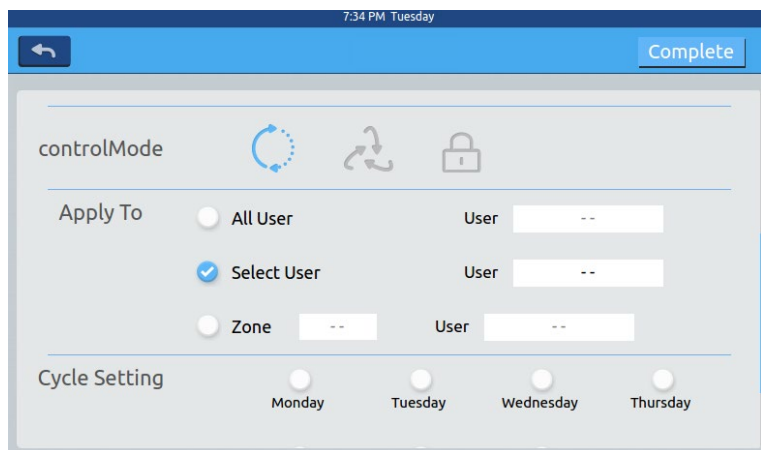 7:34 PM Tuesday
Complete
controlMode
Apply To
All User User --
Select User User --
Zone -- User --
Cycle Setting
Monday Tuesday Wednesday Thursday